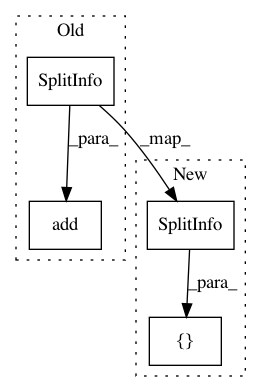 Old
SplitInfo
_para_
_map_
New
add
SplitInfo
_para_
{}